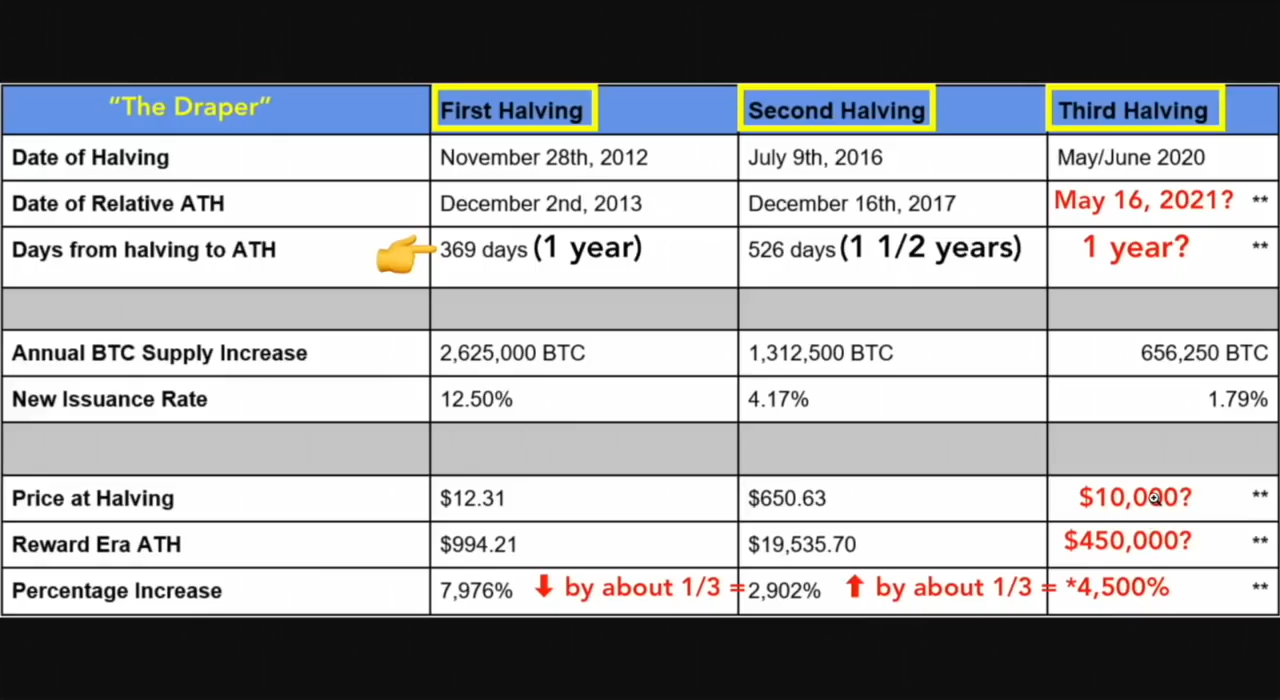 “The Draper” First Halving Second Halving Third Halving
Date of Halving November 28th, 2012 July 9th, 2016 May/June 2020
Date of Relative ATH December 2nd, 2013 December 16th, 2017 May 16, 2021? **
Days from halving to ATH 369 days (1 year) 526 days (1 1/2 years) 1 year? **
Annual BTC Supply Increase 2,625,000 BTC 1,312,500 BTC 656,250 BTC
New Issuance Rate 12.50% 4.17% 1.79%
Price at Halving $12.31 $650.63 $10,000? **
Reward Era ATH $994.21 $19,535.70 $450,000? **
Percentage Increase 7,976% ⬇ by about 1/3 = 2,902% ⬆ by about 1/3 = *4,500% **